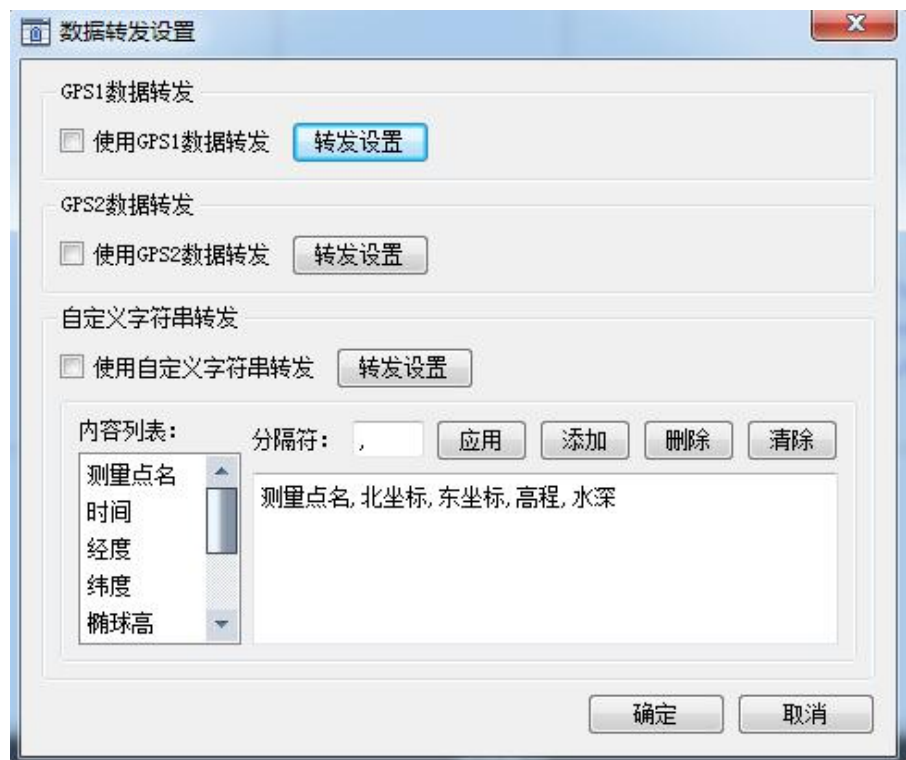 数据转发设置
GPS1数据转发
使用GPS1数据转发 转发设置
GPS2数据转发
使用GPS2数据转发 转发设置
自定义字符串转发
使用自定义字符串转发 转发设置
内容列表: 分隔符: , 应用 添加 删除 清除
测量点名
时间
经度
纬度
椭球高
测量点名,北坐标,东坐标,高程,水深
确定 取消